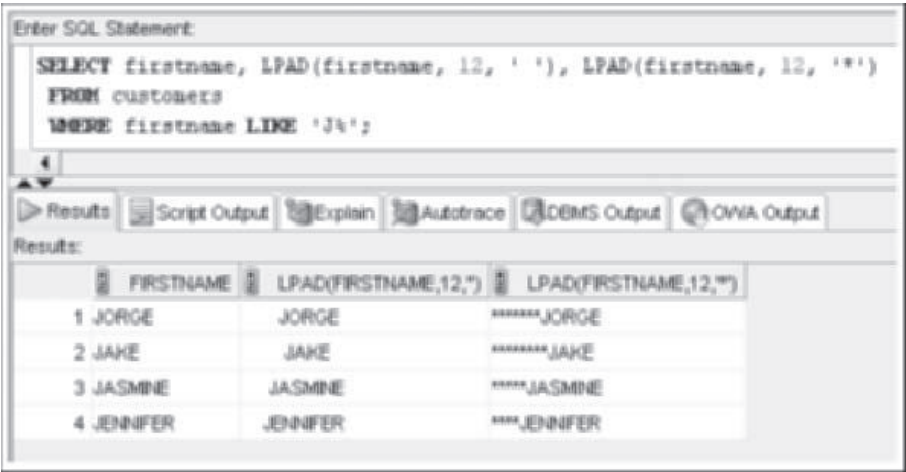 Enter SQL Statement:
SELECT firstname, LPAD(firstname, 12, ' '), LPAD(firstname, 12, '*')
FROM customers
WHERE firstname LIKE 'J%';
Results Script Output Explain Autotrace DBMS Output OWA Output
Results:
FIRSTNAME LPAD(FIRSTNAME,12,'') LPAD(FIRSTNAME,12,'*')
1 JORGE JORGE *******JORGE
2 JAKE JAKE ********JAKE
3 JASMINE JASMINE *****JASMINE
4 JENNIFER JENNIFER ****JENNIFER